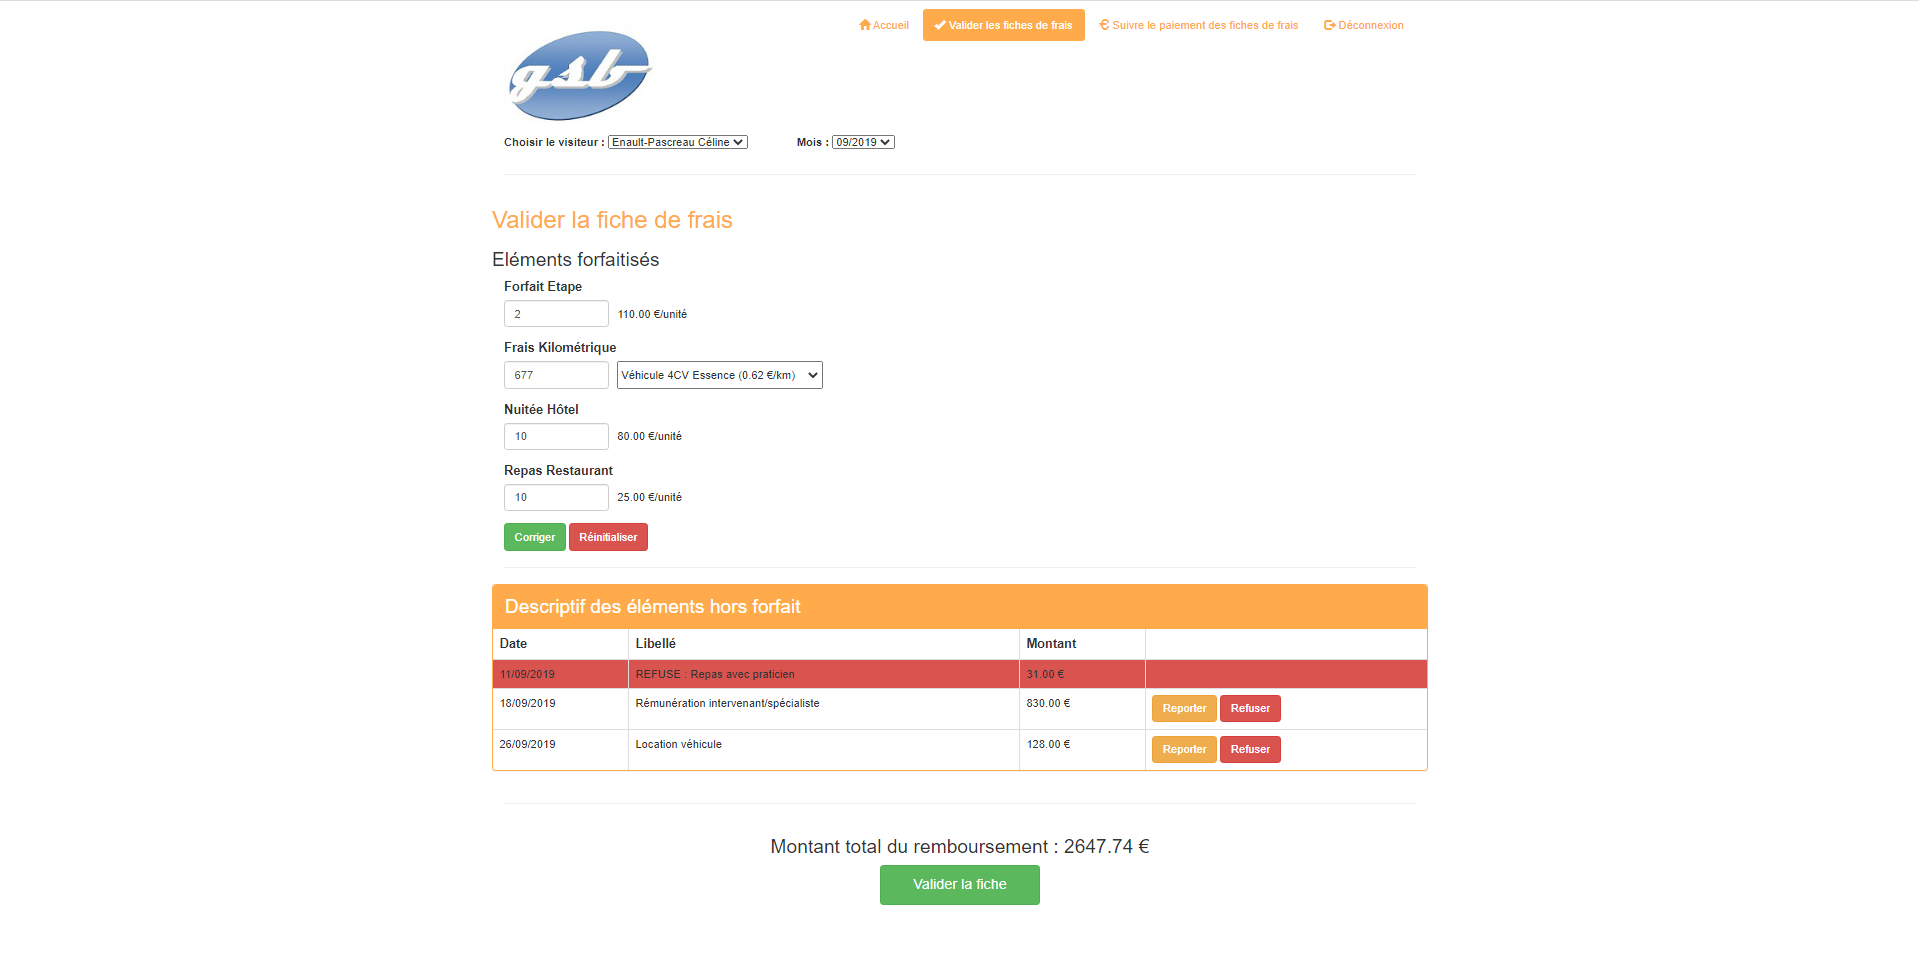 Accueil Valider les fiches de frais Suivre le paiement des fiches de frais Déconnexion
gsb
Choisir le visiteur : Enault-Pascreau Céline Mois : 09/2019
Valider la fiche de frais
Eléments forfaitisés
Forfait Etape
2 110.00 €/unité
Frais Kilométrique
677 Véhicule 4CV Essence (0.62 €/km)
Nuitée Hôtel
10 80.00 €/unité
Repas Restaurant
10 25.00 €/unité
Corriger Réinitialiser
Descriptif des éléments hors forfait
Date Libellé Montant
11/09/2019 REFUSE : Repas avec praticien 31.00 €
18/09/2019 Rémunération intervenant/spécialiste 830.00 € Reporter Refuser
26/09/2019 Location véhicule 128.00 € Reporter Refuser
Montant total du remboursement : 2647.74 €
Valider la fiche